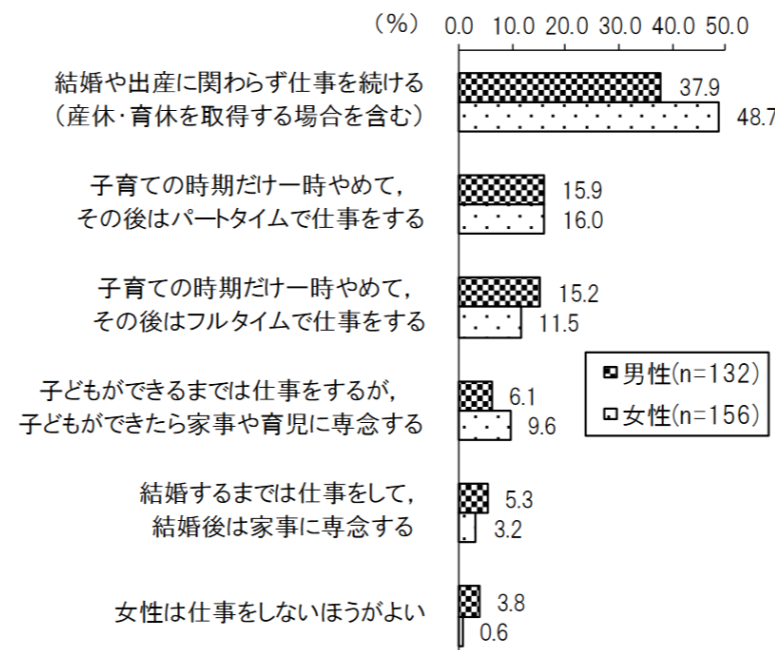 (%) 0.0 10.0 20.0 30.0 40.0 50.0
結婚や出産に関わらず仕事を続ける
(産休・育休を取得する場合を含む)
37.9
48.7
子育ての時期だけ一時やめて,
その後はパートタイムで仕事をする
15.9
16.0
子育ての時期だけ一時やめて,
その後はフルタイムで仕事をする
15.2
11.5
男性(n=132)
女性(n=156)
子どもができるまでは仕事をするが,
子どもができたら家事や育児に専念する
6.1
9.6
結婚するまでは仕事をして,
結婚後は家事に専念する
5.3
3.2
女性は仕事をしないほうがよい
3.8
0.6